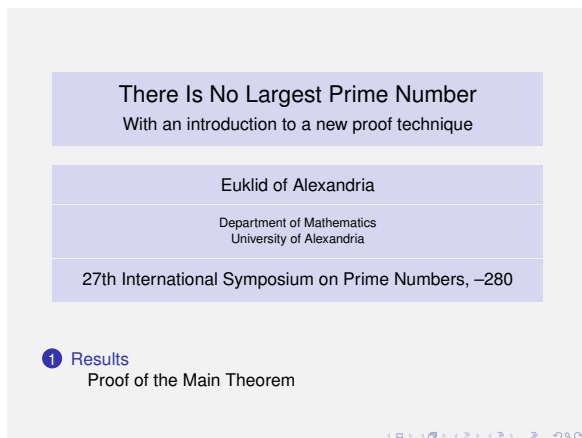 There Is No Largest Prime Number
With an introduction to a new proof technique
Euklid of Alexandria
Department of Mathematics
University of Alexandria
27th International Symposium on Prime Numbers, –280
1 Results
Proof of the Main Theorem